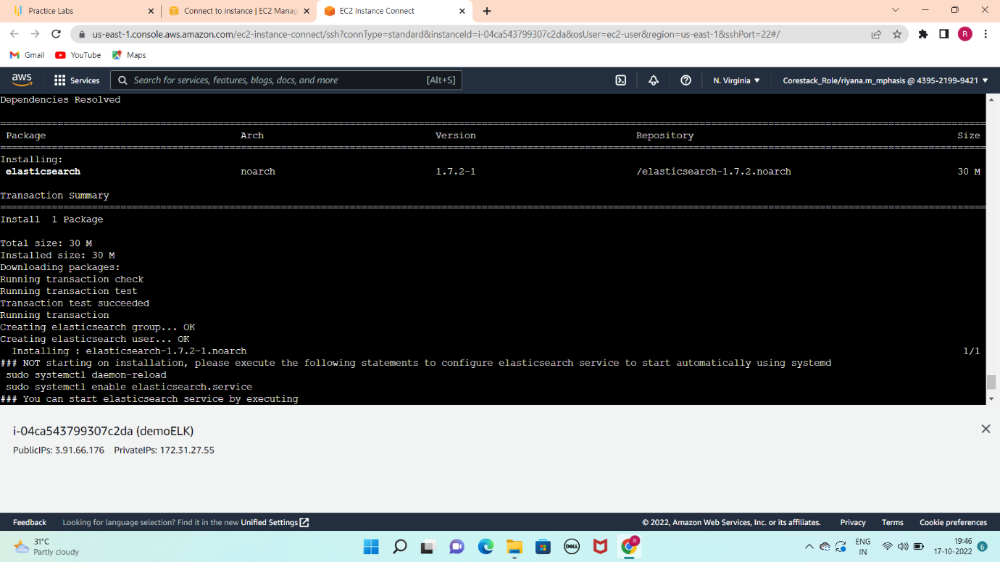 Practice Labs
Connect to instance | EC2 Manag
EC2 Instance Connect
us-east-1.console.aws.amazon.com/ec2-instance-connect/ssh?connType=standard&instanceId=i-04ca543799307c2da&osUser=ec2-user&region=us-east-1&sshPort=22#/
R
Gmail
YouTube
Maps
aws
Services
Search for services, features, blogs, docs, and more
[Alt+S]
N. Virginia
Corestack_Role/riyana.m_mphasis @ 4395-2199-9421
Dependencies Resolved
Package Arch Version Repository Size
Installing:
elasticsearch noarch 1.7.2-1 /elasticsearch-1.7.2.noarch 30 M
Transaction Summary
Install 1 Package
Total size: 30 M
Installed size: 30 M
Downloading packages:
Running transaction check
Running transaction test
Transaction test succeeded
Running transaction
Creating elasticsearch group... OK
Creating elasticsearch user... OK
Installing : elasticsearch-1.7.2-1.noarch 1/1
### NOT starting on installation, please execute the following statements to configure elasticsearch service to start automatically using systemd
sudo systemctl daemon-reload
sudo systemctl enable elasticsearch.service
### You can start elasticsearch service by executing
i-04ca543799307c2da (demoELK)
PublicIPs: 3.91.66.176 PrivateIPs: 172.31.27.55
Feedback
Looking for language selection? Find it in the new Unified Settings
© 2022, Amazon Web Services, Inc. or its affiliates.
Privacy
Terms
Cookie preferences
31°C
Partly cloudy
DELL
R
ENG
IN
19:46
17-10-2022
6